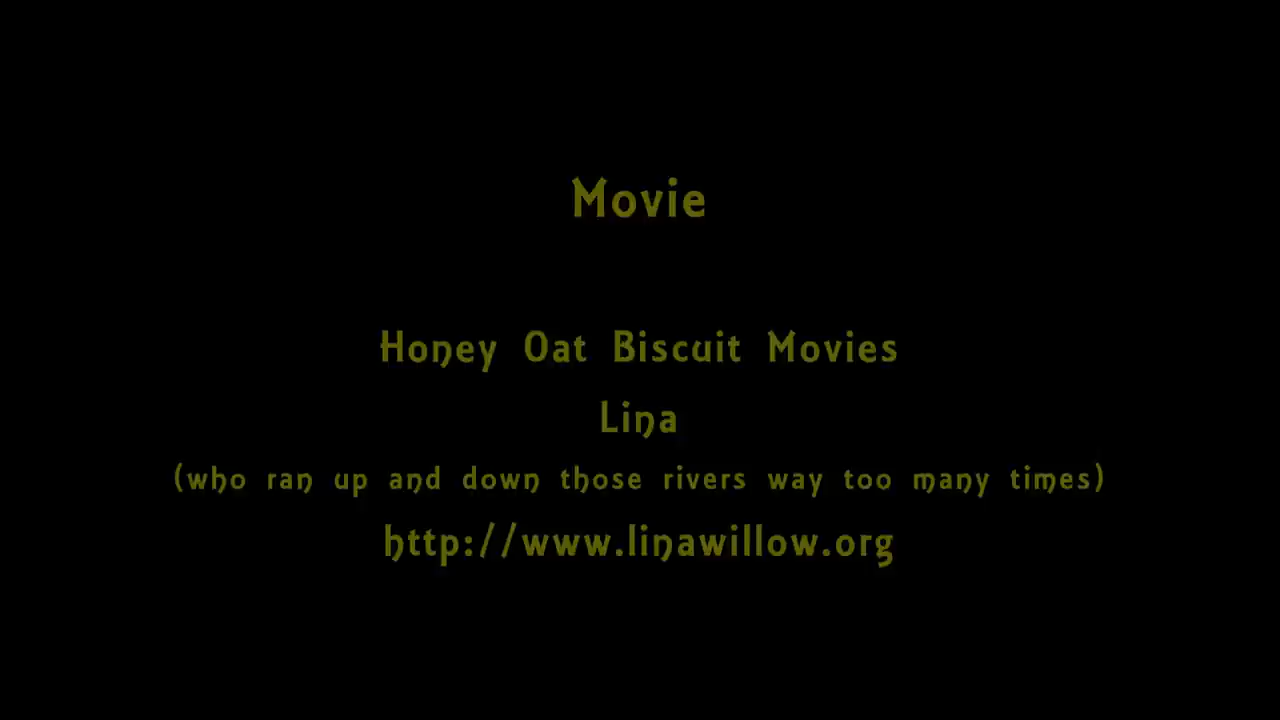 Movie
Honey Oat Biscuit Movies
Lina
(who ran up and down those rivers way too many times)
http://www.linawillow.org